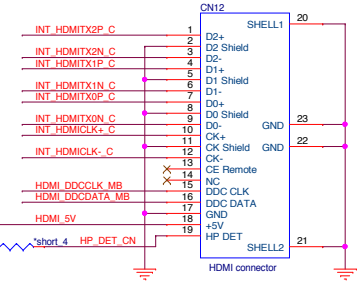 CN12
20
SHELL1
INT_HDMITX2P_C 1 D2+
2 D2 Shield
INT_HDMITX2N_C 3 D2-
INT_HDMITX1P_C 4 D1+
5 D1 Shield
INT_HDMITX1N_C 6 D1-
INT_HDMITX0P_C 7 D0+
8 D0 Shield
INT_HDMITX0N_C 9 D0- GND 23
INT_HDMICLK+_C 10 CK+
11 CK Shield GND 22
INT_HDMICLK-_C 12 CK-
13 CE Remote
14 NC
HDMI_DDCCLK_MB 15 DDC CLK
HDMI_DDCDATA_MB 16 DDC DATA
17 GND
HDMI_5V 18 +5V
*short_4 HP_DET_CN 19 HP DET
SHELL2 21
HDMI connector